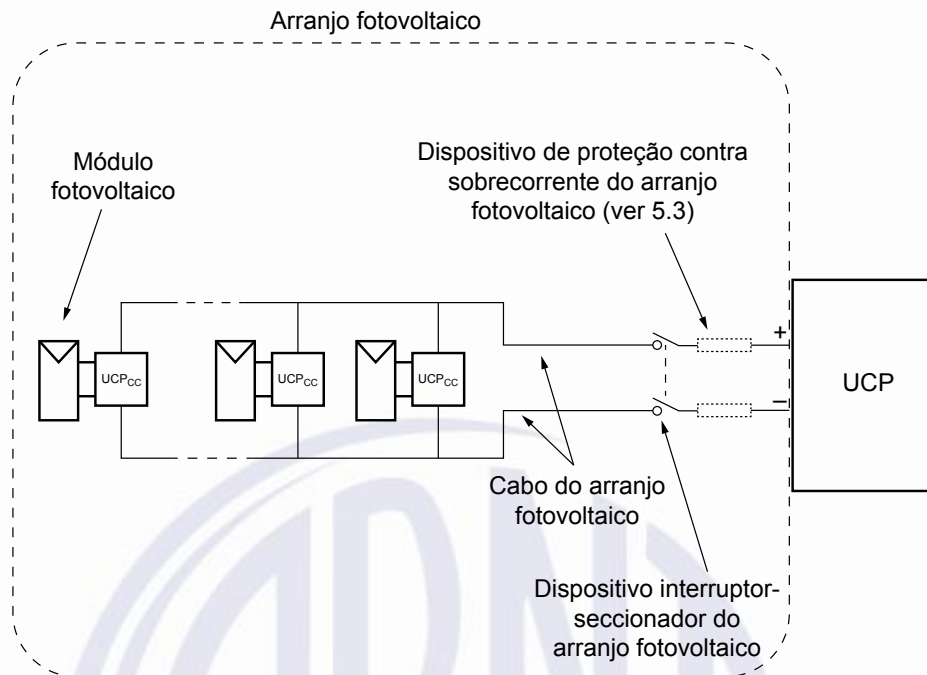 Arranjo fotovoltaico
Módulo
fotovoltaico
Dispositivo de proteção contra
sobrecorrente do arranjo
fotovoltaico (ver 5.3)
UCPCC
UCPCC
UCPCC
+
−
UCP
Cabo do arranjo
fotovoltaico
Dispositivo interruptor-
seccionador do
arranjo fotovoltaico